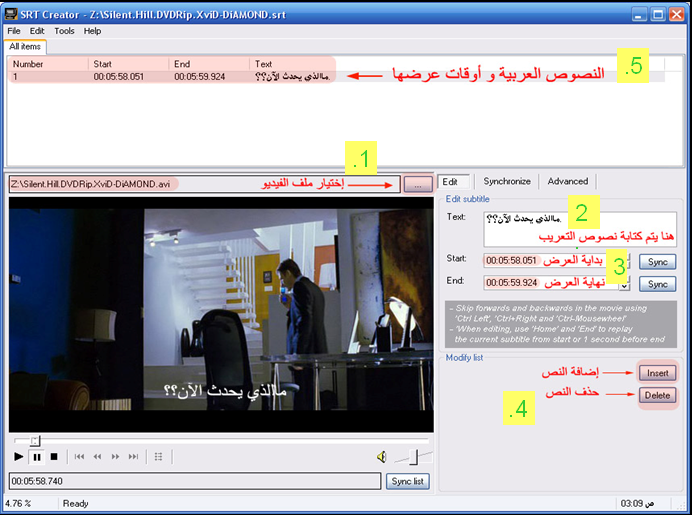 SRT Creator - Z:\Silent.Hill.DVDRip.XviD-DiAMOND.srt
File Edit Tools Help
All items
Number Start End Text
1 00:05:58.051 00:05:59.924 ماالذي يحدث الآن؟؟.
النصوص العربية و أوقات عرضها
.5
.1
Z:\Silent.Hill.DVDRip.XviD-DiAMOND.avi
إختيار ملف الفيديو
...
Edit Synchronize Advanced
Edit subtitle
Text: ماالذي يحدث الآن؟؟.
2
هنا يتم كتابة نصوص التعريب
Start: 00:05:58.051 بداية العرض 3 Sync
End: 00:05:59.924 نهاية العرض Sync
- Skip forwards and backwards in the movie using
'Ctrl Left', 'Ctrl+Right and 'Ctrl-Mousewheel'
- 'When editing, use 'Home' and 'End' to replay
the current subtitle from start or 1 second before end
Modify list
إضافة النص Insert
حذف النص Delete
.4
ماالذي يحدث الآن؟؟
00:05:58.740 Sync list
4.76 % Ready 03:09 ص